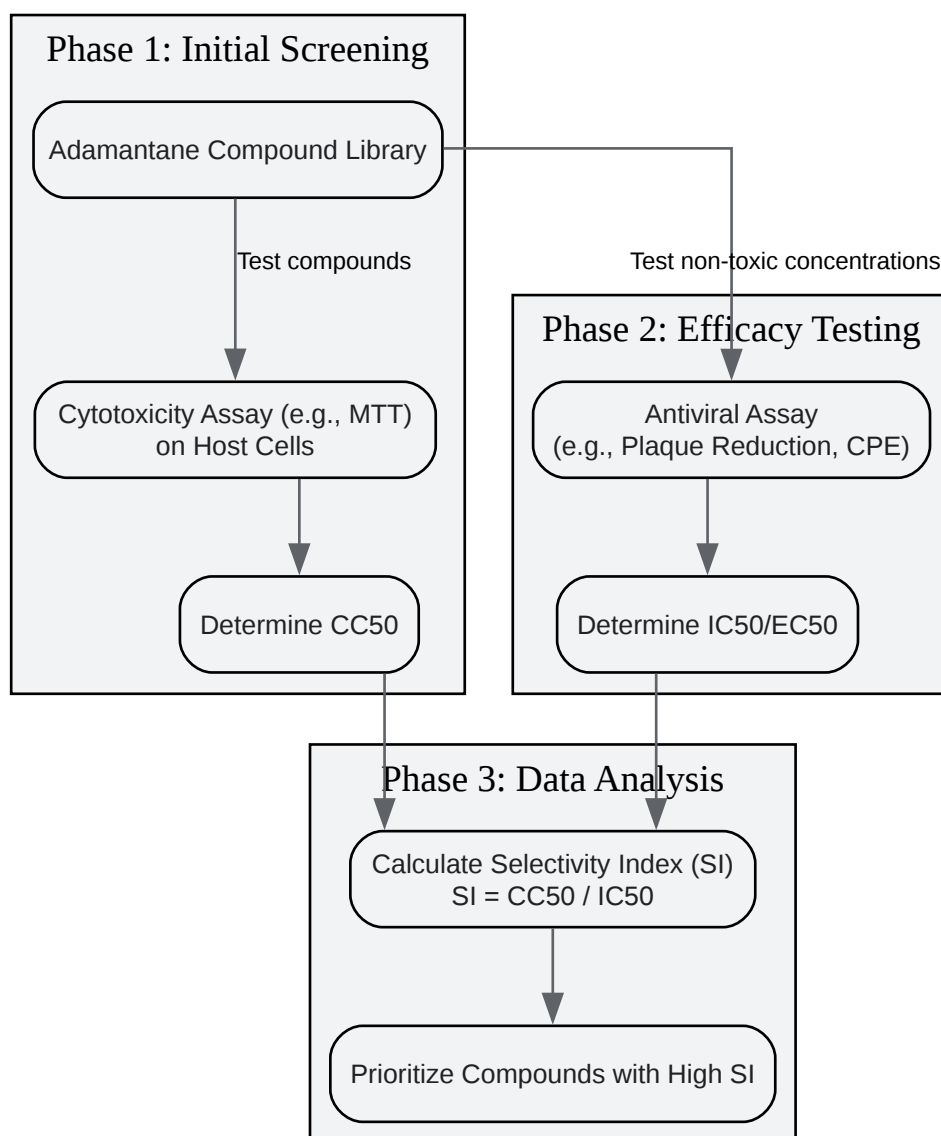 Phase 1: Initial Screening
Adamantane Compound Library
Test compounds
Test non-toxic concentrations
Phase 2: Efficacy Testing
Cytotoxicity Assay (e.g., MTT)
on Host Cells
Antiviral Assay
(e.g., Plaque Reduction, CPE)
Determine CC50
Determine IC50/EC50
Phase 3: Data Analysis
Calculate Selectivity Index (SI)
SI = CC50 / IC50
Prioritize Compounds with High SI